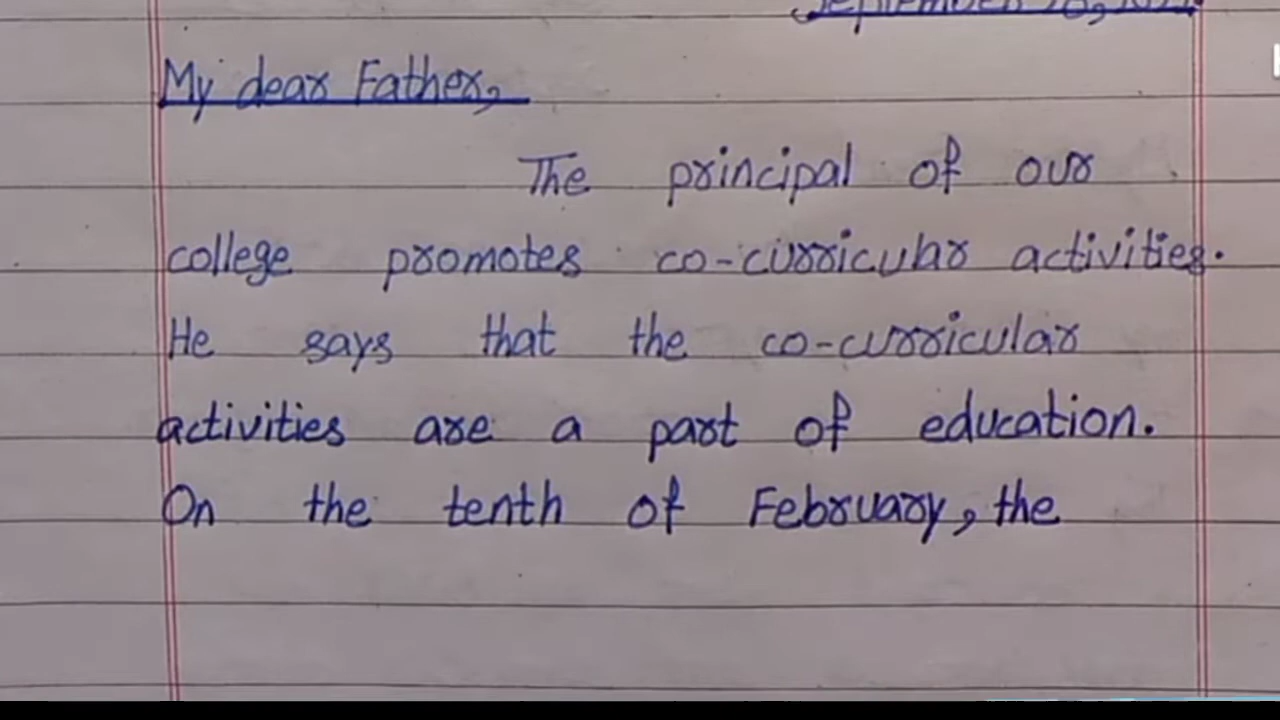 September
My dear Father,
The principal of our
college promotes co-curricular activities.
He says that the co-curricular
activities are a part of education.
On the tenth of February, the